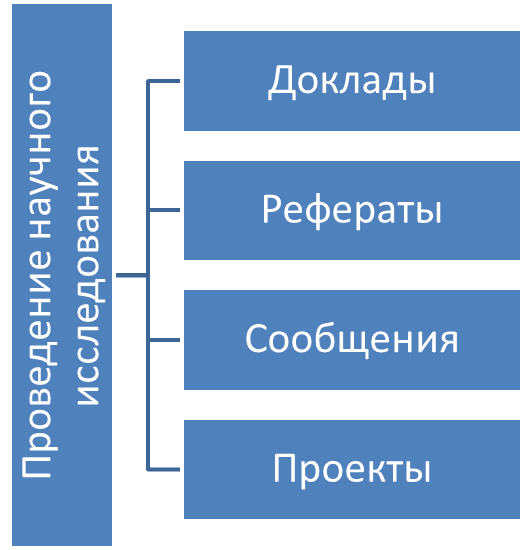 Проведение научного
исследования
Доклады
Рефераты
Сообщения
Проекты